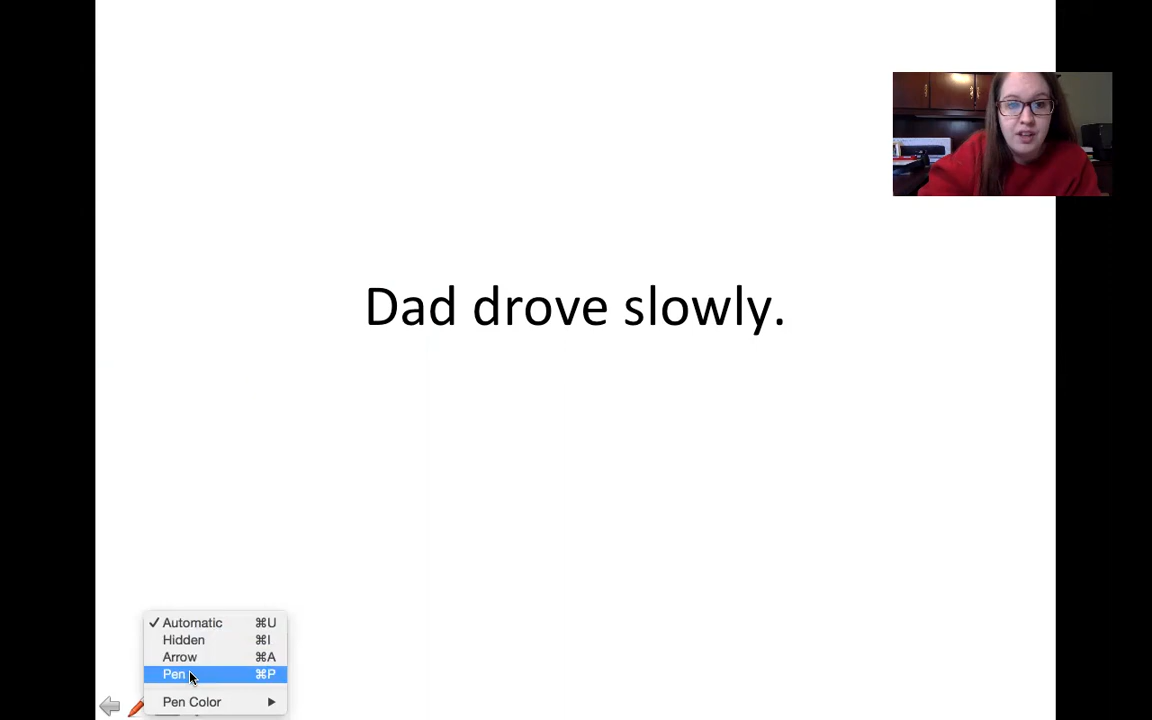 Dad drove slowly.
✓ Automatic ⌘U
Hidden ⌘I
Arrow ⌘A
Pen ⌘P
Pen Color ▶